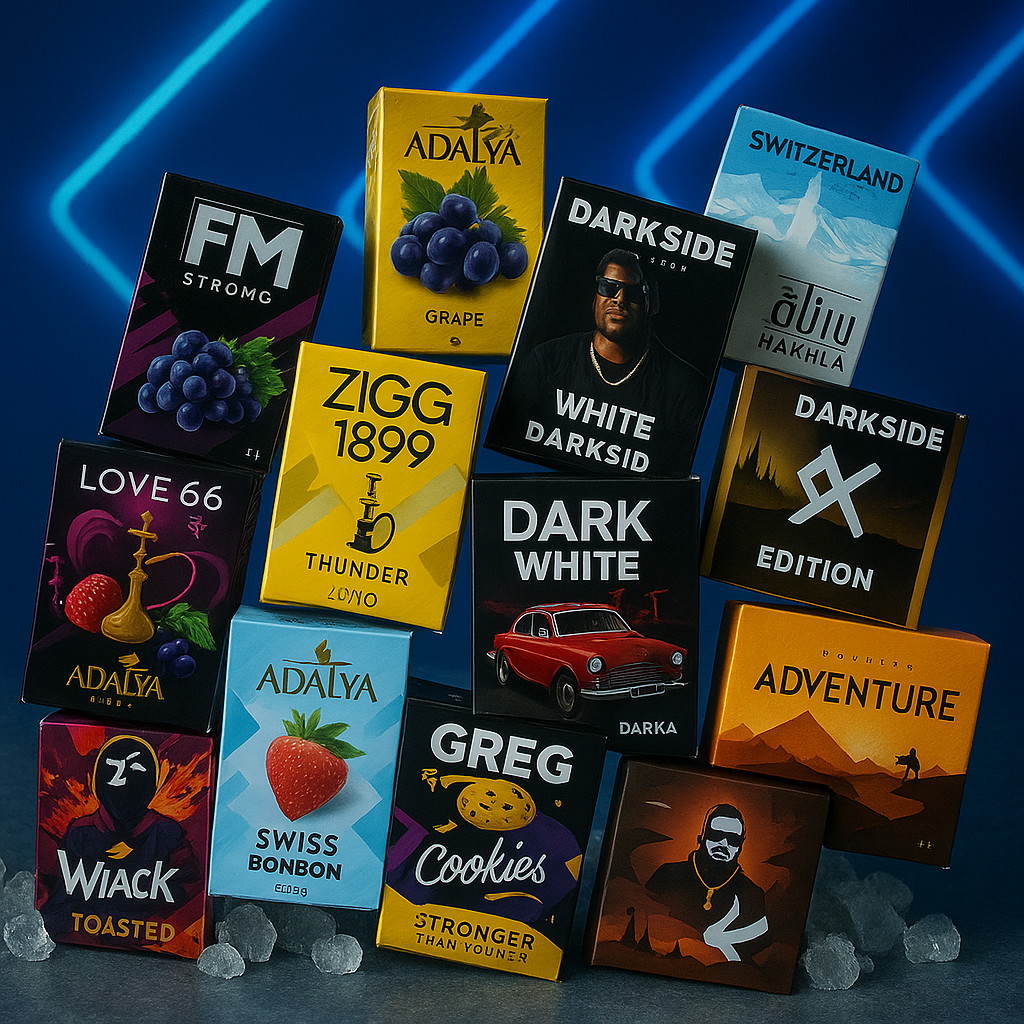 ADALYA
GRAPE
SWITZERLAND
HAKHLA
FM
STROMG
DARKSIDE
WHITE
DARKSID
ZIGG
1899
THUNDER
DARKSIDE
EDITION
LOVE 66
ADALYA
DARK
WHITE
DARKA
ADVENTURE
ADALYA
SWISS
BONBON
GREG
Cookies
STRONGER
THAN YOUNER
WIACK
TOASTED